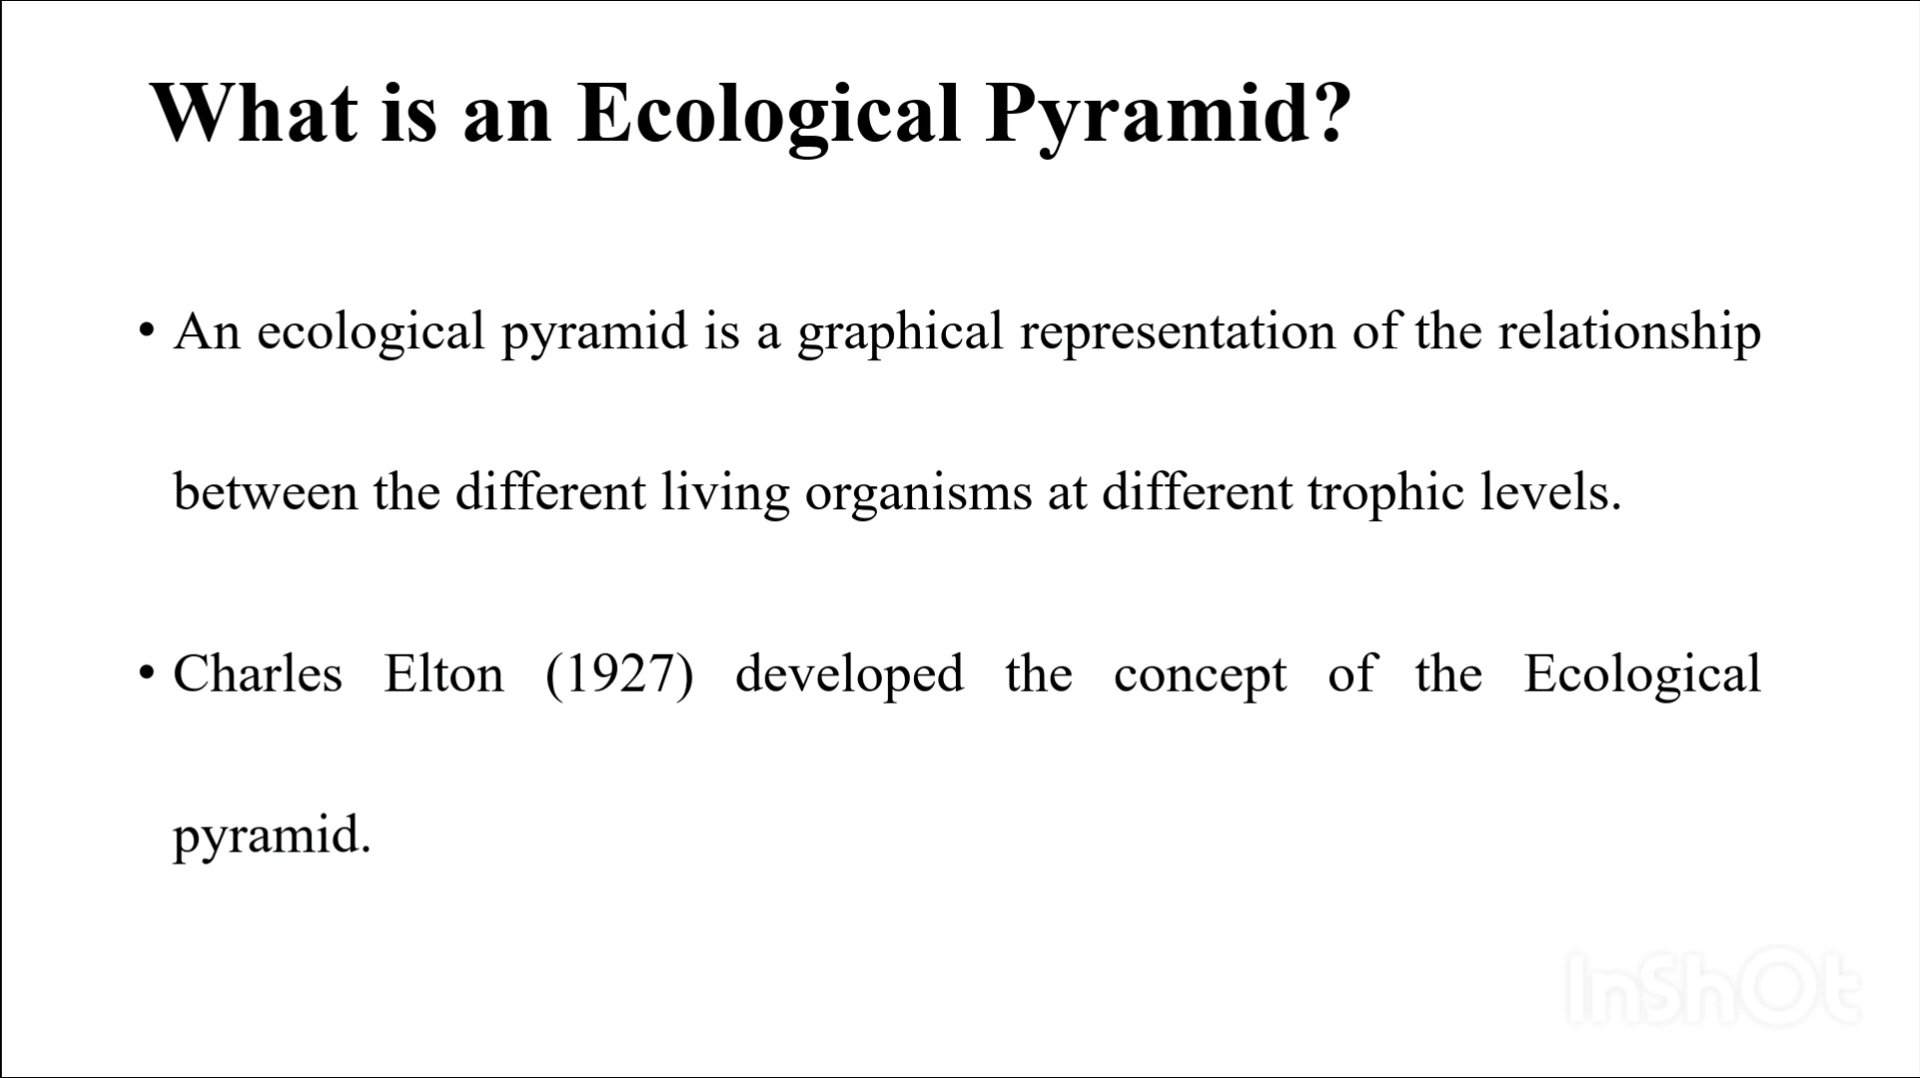 What is an Ecological Pyramid?
• An ecological pyramid is a graphical representation of the relationship
between the different living organisms at different trophic levels.
• Charles Elton (1927) developed the concept of the Ecological
pyramid.
InShOt